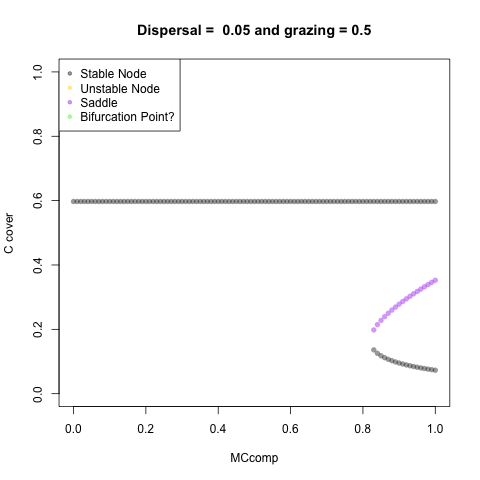 Dispersal =  0.05 and grazing = 0.5
Stable Node
Unstable Node
Saddle
Bifurcation Point?
C cover
1.0
0.8
0.6
0.4
0.2
0.0
0.0 0.2 0.4 0.6 0.8 1.0
MCcomp